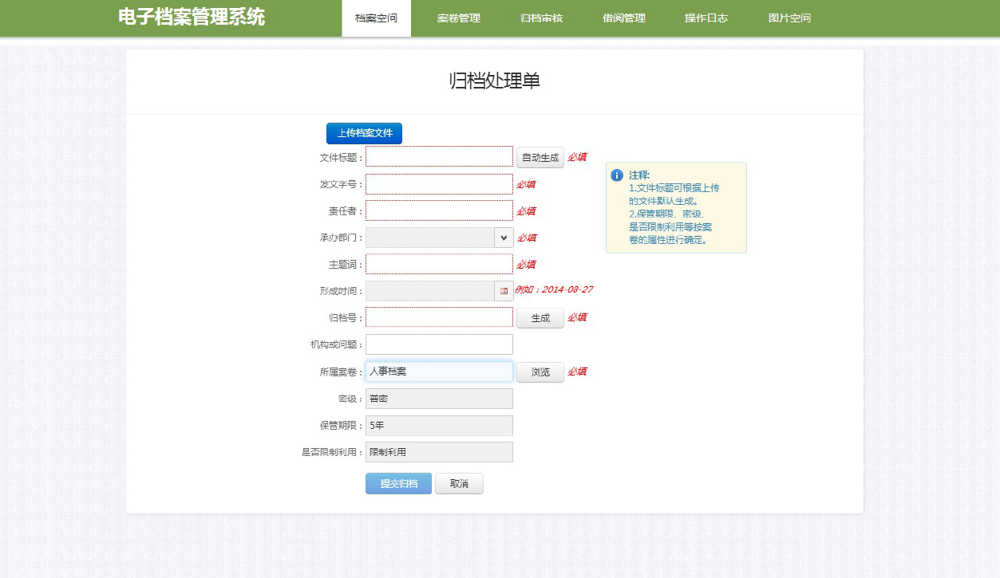 电子档案管理系统 档案空间 案卷管理 归档审核 借阅管理 操作日志 图片空间
归档处理单
上传档案文件
文件标题： 自动生成 必填
发文字号： 必填
责任者： 必填
承办部门： 必填
主题词： 必填
形成时间： 例如：2014-08-27
归档号： 生成 必填
机构或问题：
所属案卷： 人事档案 浏览 必填
密级： 普密
保管期限： 5年
是否限制利用： 限制利用
提交归档 取消
注释:
1.文件标题可根据上传
的文件默认生成。
2.保管期限、密级、
是否限制利用等按案
卷的属性进行确定。